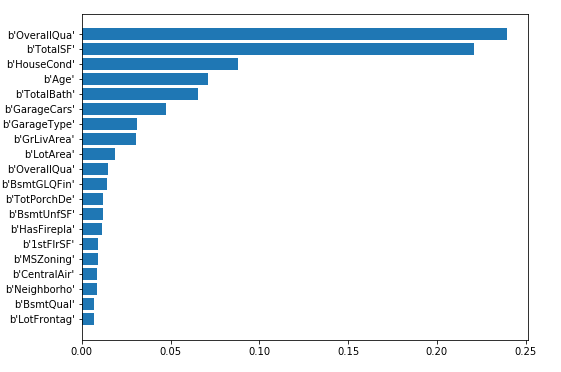 b'OverallQua'
b'TotalSF'
b'HouseCond'
b'Age'
b'TotalBath'
b'GarageCars'
b'GarageType'
b'GrLivArea'
b'LotArea'
b'OverallQua'
b'BsmtGLQFin'
b'TotPorchDe'
b'BsmtUnfSF'
b'HasFirepla'
b'1stFlrSF'
b'MSZoning'
b'CentralAir'
b'Neighborho'
b'BsmtQual'
b'LotFrontag'
0.00 0.05 0.10 0.15 0.20 0.25